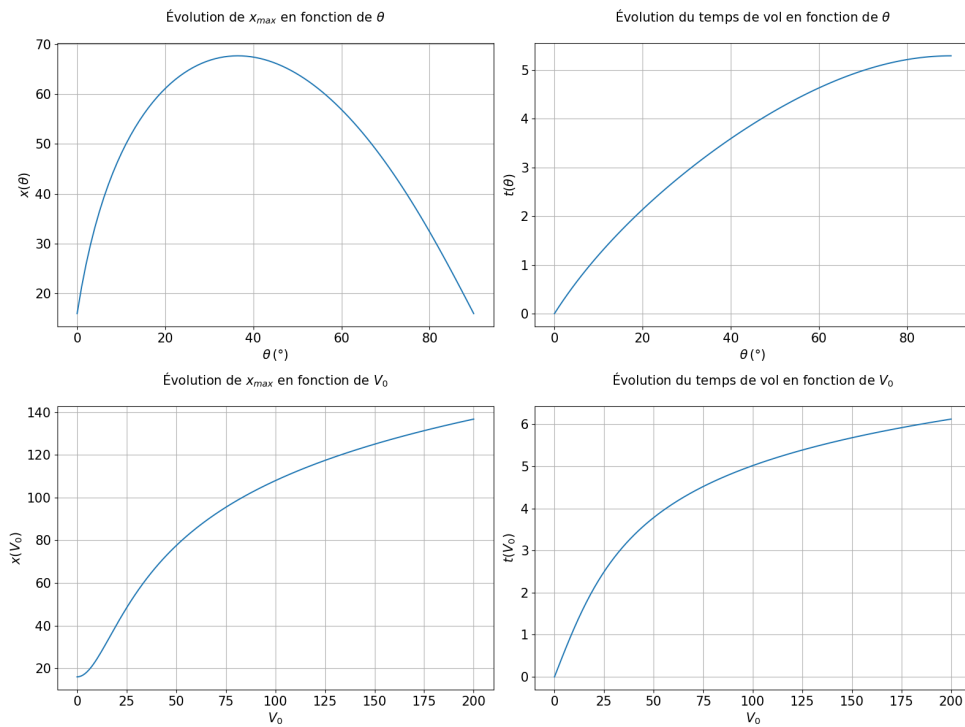 Évolution de x_max en fonction de θ
70
60
50
40
30
20
x(θ)
0 20 40 60 80
θ (°)
Évolution du temps de vol en fonction de θ
5
4
3
2
1
0
t(θ)
0 20 40 60 80
θ (°)
Évolution de x_max en fonction de V_0
140
120
100
80
60
40
20
x(V_0)
0 25 50 75 100 125 150 175 200
V_0
Évolution du temps de vol en fonction de V_0
6
5
4
3
2
1
0
t(V_0)
0 25 50 75 100 125 150 175 200
V_0